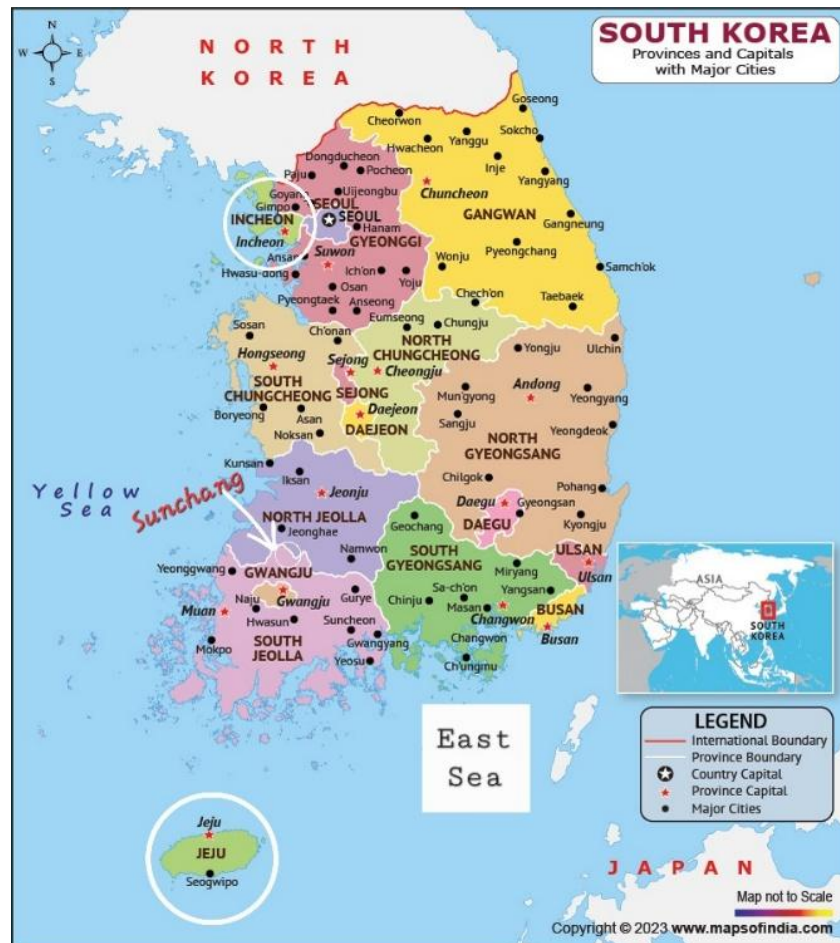 SOUTH KOREA
Provinces and Capitals
with Major Cities
N
W E
S
NORTH
KOREA
Goseong
Cheorwon
Sokcho
Hwacheon
Yanggu
Dongducheon
Inje
Paju
Pocheon
Yangyang
Chuncheon
Goyang
Uijeongbu
Gimpo
SEOUL
SEOUL
GANGWAN
Gangneung
INCHEON
Hanam
Incheon
GYEONGGI
Pyeongchang
Ansan
Suwon
Wonju
Samch'ok
Hwasu-dong
Ich'on
Yoju
Osan
Chech'on
Taebaek
Pyeongtaek
Anseong
Eumseong
Sosan
Ch'onan
Chungju
Ulchin
NORTH
CHUNGCHEONG
Yongju
Hongseong
Sejong
Cheongju
SOUTH
CHUNGCHEONG
SEJONG
Andong
Mun'gyong
Yeongyang
Boryeong
Asan
Daejeon
DAEJEON
Sangju
Yeongdeok
Noksan
NORTH
GYEONGSANG
Kunsan
Iksan
Chilgok
Pohang
Yellow
Sea
Sunchang
Jeonju
Daegu
Gyeongsan
NORTH JEOLLA
DAEGU
Kyongju
Jeonghae
Geochang
Namwon
SOUTH
GYEONGSANG
ULSAN
Ulsan
Yeonggwang
GWANGJU
Miryang
Gwangju
Gurye
Sa-ch'on
Yangsan
Muan
Naju
Chinju
Masan
BUSAN
Hwasun
Changwon
Suncheon
Busan
SOUTH
JEOLLA
Gwangyang
Changwon
Mokpo
Yeosu
Ch'ungmu
ASIA
SOUTH
KOREA
East
Sea
LEGEND
International Boundary
Province Boundary
Country Capital
Province Capital
Major Cities
Jeju
JEJU
Seogwipo
JAPAN
Map not to Scale
Copyright © 2023 www.mapsofindia.com